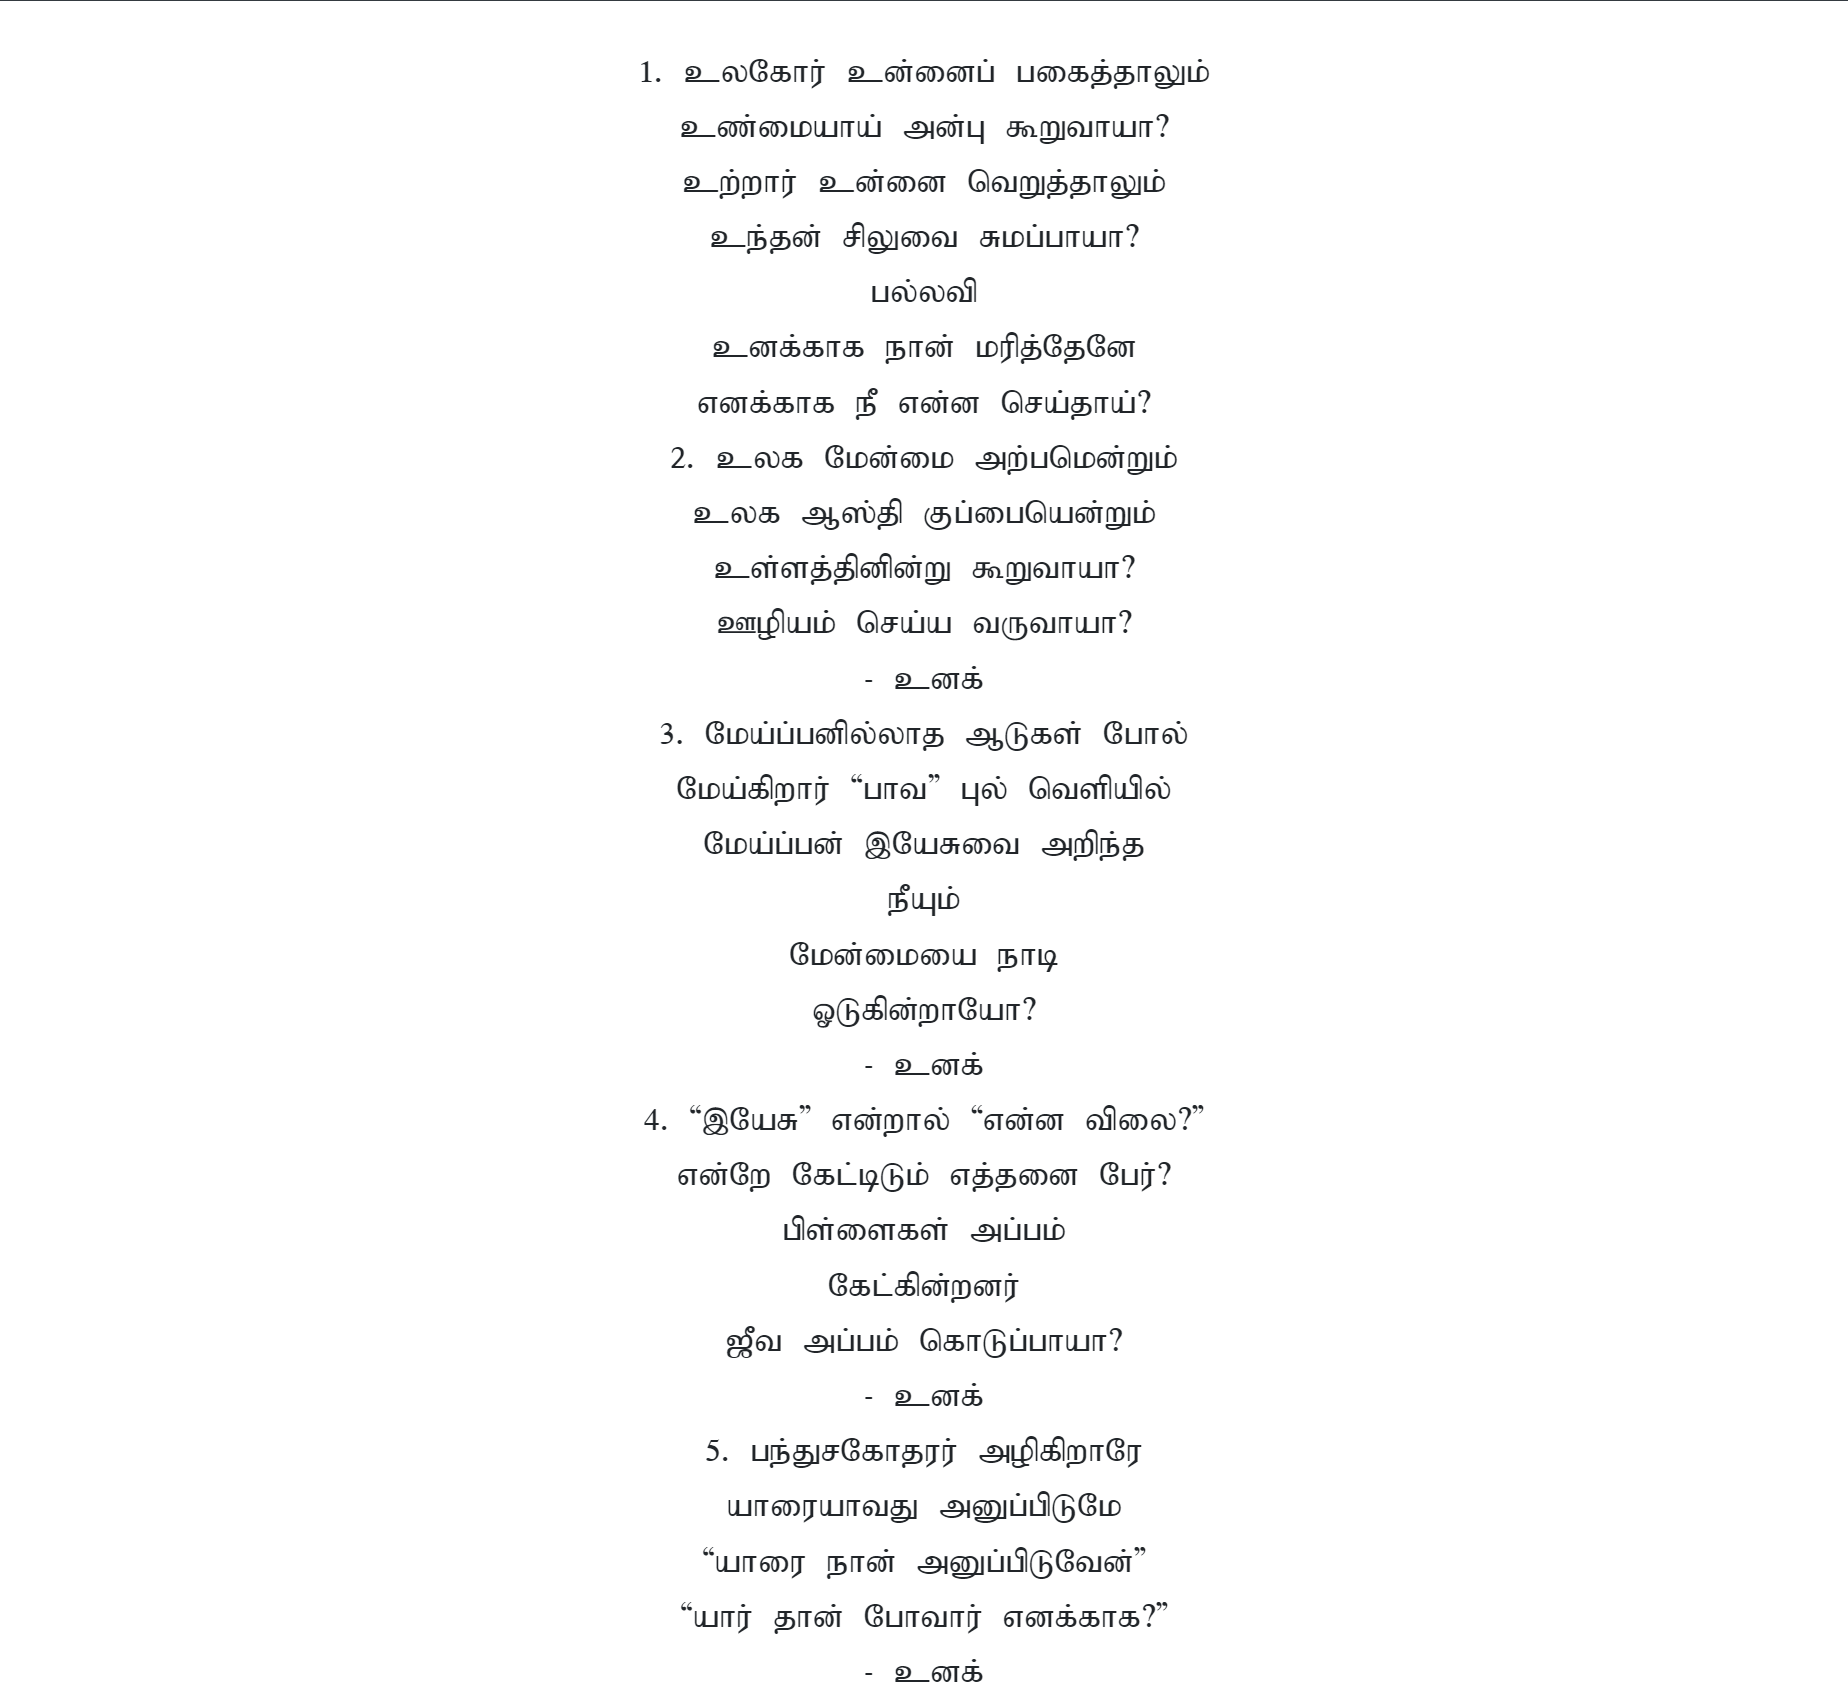 1. உலகோர் உன்னைப் பகைத்தாலும்
உண்மையாய் அன்பு கூறுவாயா?
உற்றார் உன்னை வெறுத்தாலும்
உந்தன் சிலுவை சுமப்பாயா?
பல்லவி
உனக்காக நான் மரித்தேனே
எனக்காக நீ என்ன செய்தாய்?
2. உலக மேன்மை அற்பமென்றும்
உலக ஆஸ்தி குப்பையென்றும்
உள்ளத்தினின்று கூறுவாயா?
ஊழியம் செய்ய வருவாயா?
- உனக்
3. மேய்ப்பனில்லாத ஆடுகள் போல்
மேய்கிறார் “பாவ” புல் வெளியில்
மேய்ப்பன் இயேசுவை அறிந்த
நீயும்
மேன்மையை நாடி
ஓடுகின்றாயோ?
- உனக்
4. “இயேசு” என்றால் “என்ன விலை?”
என்றே கேட்டிடும் எத்தனை பேர்?
பிள்ளைகள் அப்பம்
கேட்கின்றனர்
ஜீவ அப்பம் கொடுப்பாயா?
- உனக்
5. பந்துசகோதரர் அழிகிறாரே
யாரையாவது அனுப்பிடுமே
“யாரை நான் அனுப்பிடுவேன்”
“யார் தான் போவார் எனக்காக?”
- உனக்